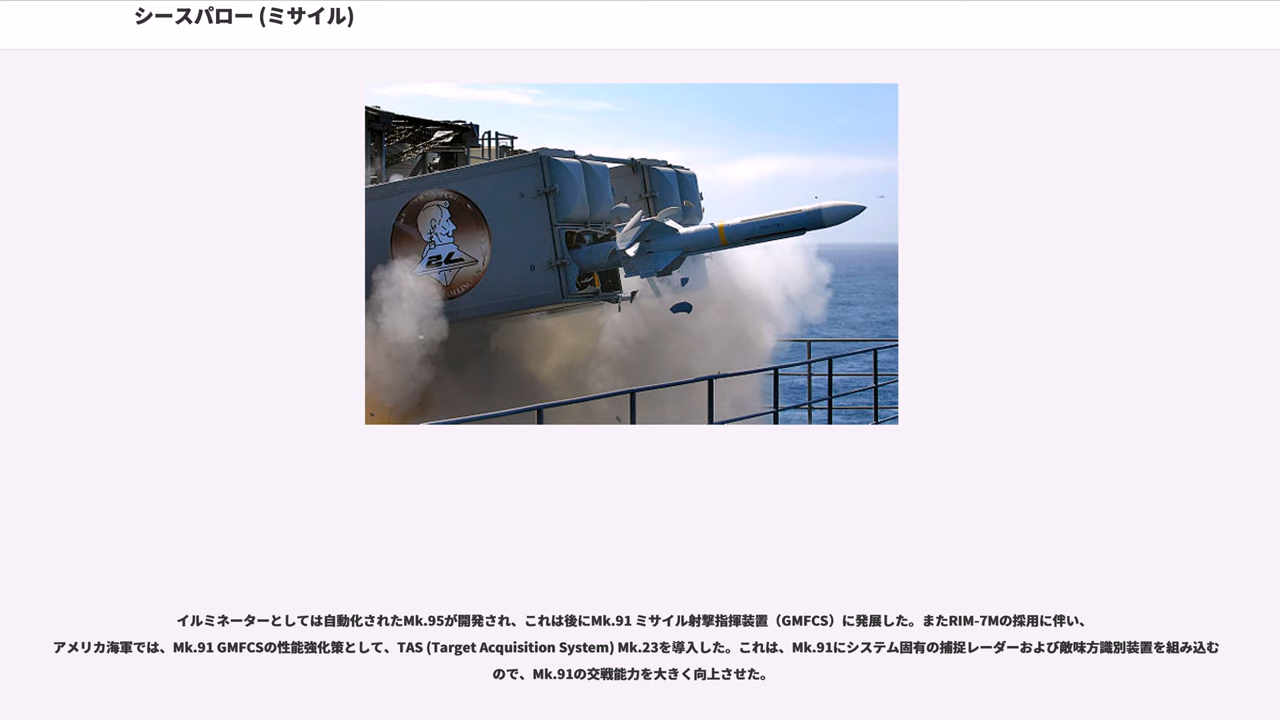 シースパロー (ミサイル)
イルミネーターとしては自動化されたMk.95が開発され、これは後にMk.91 ミサイル射撃指揮装置（GMFCS）に発展した。またRIM-7Mの採用に伴い、
アメリカ海軍では、Mk.91 GMFCSの性能強化策として、TAS (Target Acquisition System) Mk.23を導入した。これは、Mk.91にシステム固有の捕捉レーダーおよび敵味方識別装置を組み込む
ので、Mk.91の交戦能力を大きく向上させた。